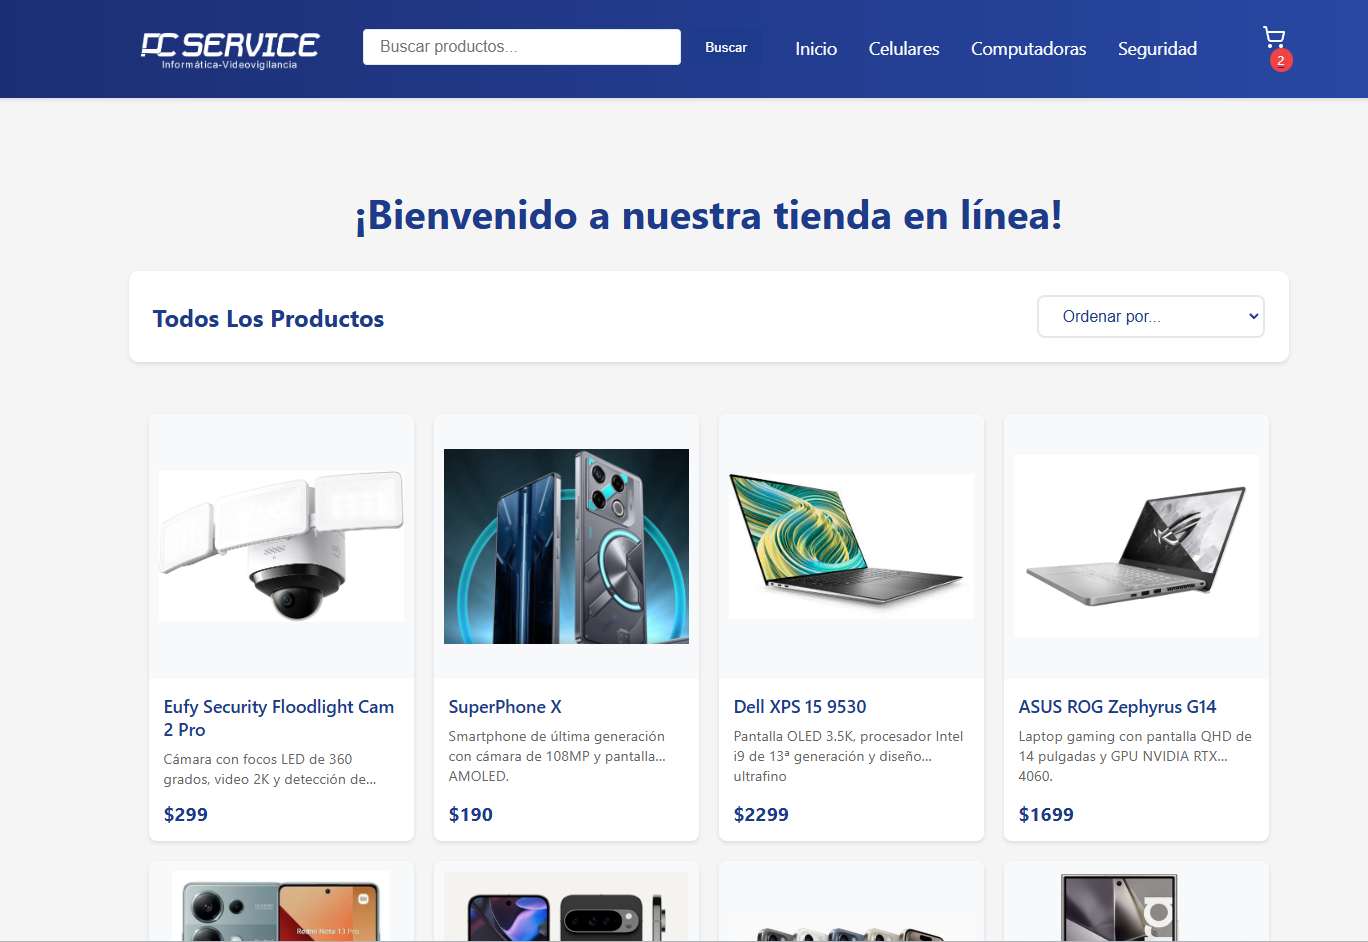 PC SERVICE
Informática-Videovigilancia
Buscar productos...
Buscar
Inicio
Celulares
Computadoras
Seguridad
2
¡Bienvenido a nuestra tienda en línea!
Todos Los Productos
Ordenar por...
Eufy Security Floodlight Cam
2 Pro
Cámara con focos LED de 360
grados, video 2K y detección de...
$299
SuperPhone X
Smartphone de última generación
con cámara de 108MP y pantalla...
AMOLED.
$190
Dell XPS 15 9530
Pantalla OLED 3.5K, procesador Intel
i9 de 13ª generación y diseño...
ultrafino
$2299
ASUS ROG Zephyrus G14
Laptop gaming con pantalla QHD de
14 pulgadas y GPU NVIDIA RTX...
4060.
$1699
Redmi Note 13 Pro